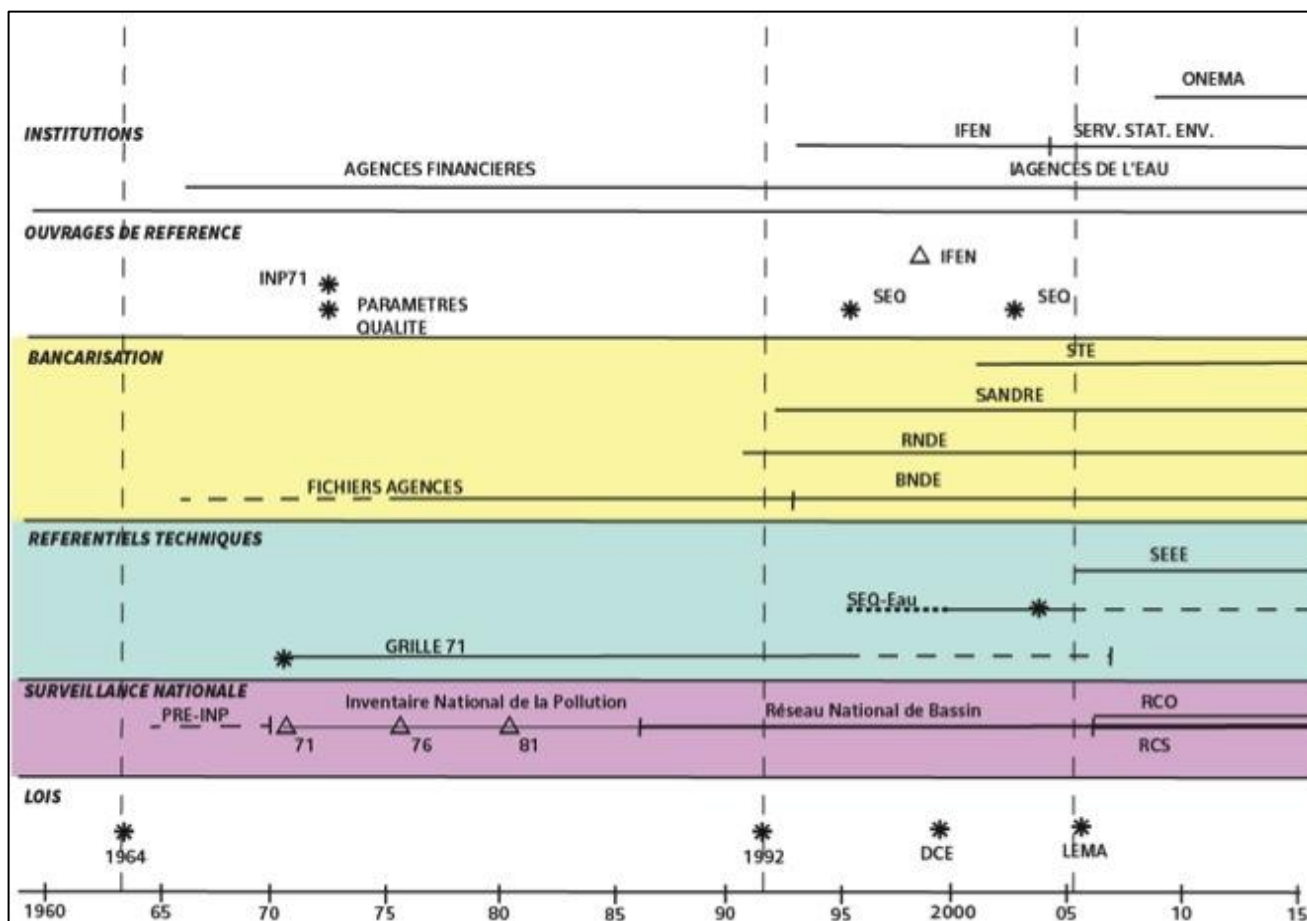 ONEMA
INSTITUTIONS
IFEN
SERV. STAT. ENV.
AGENCES FINANCIERES
IAGENCES DE L'EAU
OUVRAGES DE REFERENCE
IFEN
INP71
PARAMETRES
QUALITE
SEQ
SEQ
BANCARISATION
STE
SANDRE
RNDE
FICHIERS AGENCES
BNDE
REFERENTIELS TECHNIQUES
SEEE
SEQ-Eau
GRILLE 71
SURVEILLANCE NATIONALE
PRE-INP
Inventaire National de la Pollution
Réseau National de Bassin
RCO
71
76
81
RCS
LOIS
1964
1992
DCE
LEMA
1960 65 70 75 80 85 90 95 2000 05 10 15